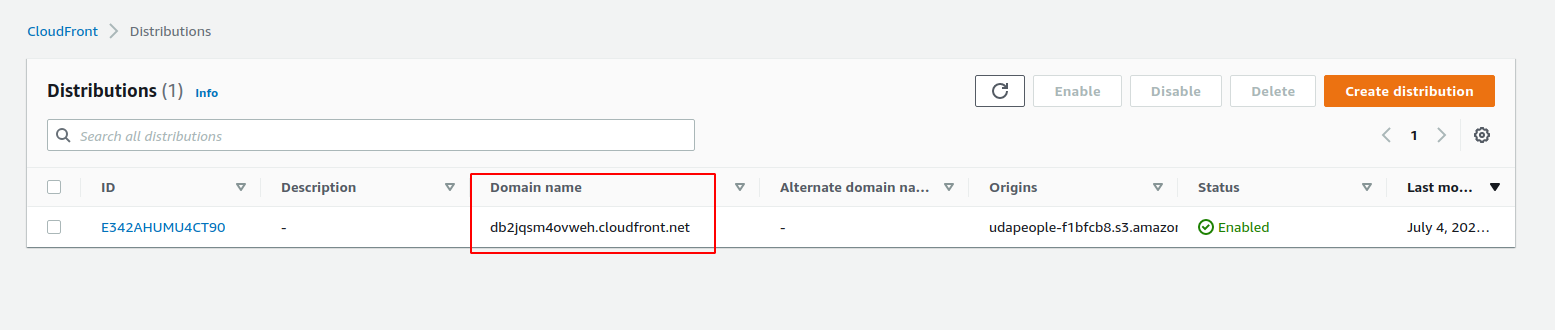 CloudFront Distributions
Distributions (1) Info
Enable Disable Delete Create distribution
Search all distributions
1
ID Description Domain name Alternate domain na... Origins Status Last mo...
E342AHUMU4CT90 - db2jqsm4ovweh.cloudfront.net - udapeople-f1bfcb8.s3.amazor Enabled July 4, 202...